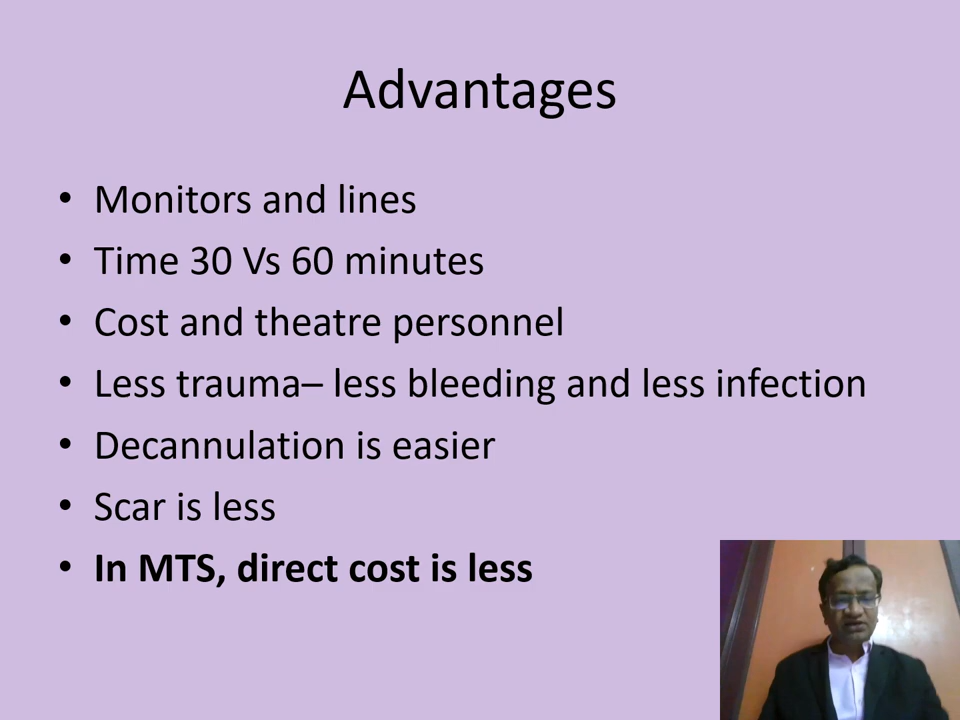 Advantages
• Monitors and lines
• Time 30 Vs 60 minutes
• Cost and theatre personnel
• Less trauma– less bleeding and less infection
• Decannulation is easier
• Scar is less
• In MTS, direct cost is less